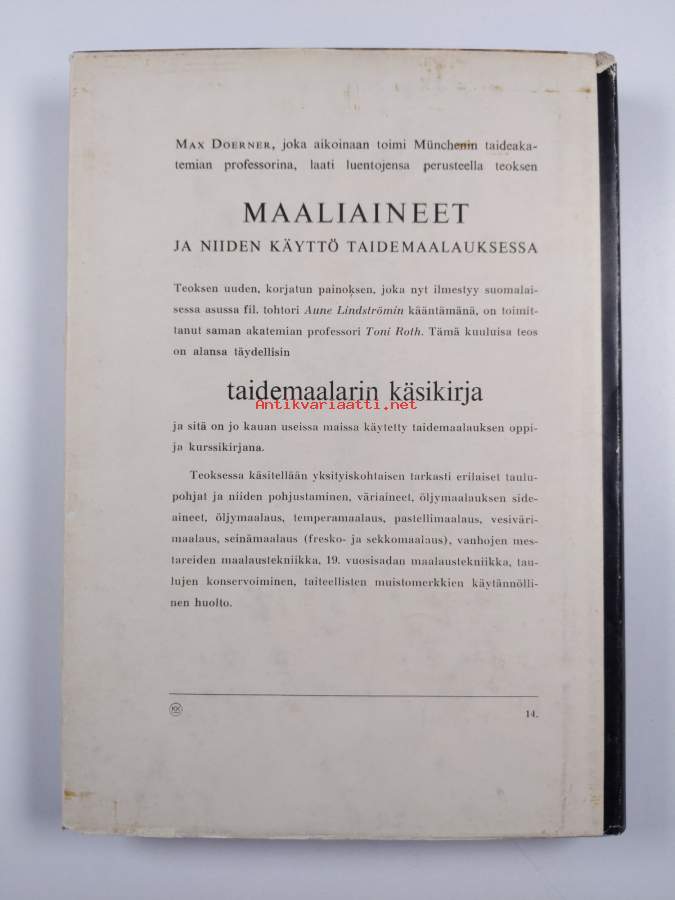 MAX DOERNER, joka aikoinaan toimi Münchenin taideaka-
temian professorina, laati luentojensa perusteella teoksen
MAALIAINEET
JA NIIDEN KÄYTTÖ TAIDEMAALAUKSESSA
Teoksen uuden, korjatun painoksen, joka nyt ilmestyy suomalai-
sessa asussa fil. tohtori Aune Lindströmin kääntämänä, on toimit-
tanut saman akatemian professori Toni Roth. Tämä kuuluisa teos
on alansa täydellisin
taidemaalarin käsikirja
Antikvariaatti.net
ja sitä on jo kauan useissa maissa käytetty taidemaalauksen oppi-
ja kurssikirjana.
Teoksessa käsitellään yksityiskohtaisen tarkasti erilaiset taulu-
pohjat ja niiden pohjustaminen, väriaineet, öljymaalauksen side-
aineet, öljymaalaus, temperamaalaus, pastellimaalaus, vesiväri-
maalaus, seinämaalaus (fresko- ja sekkomaalaus), vanhojen mes-
tareiden maalaustekniikka, 19. vuosisadan maalaustekniikka, tau-
lujen konservoiminen, taiteellisten muistomerkkien käytännölli-
nen huolto.
KK
14.